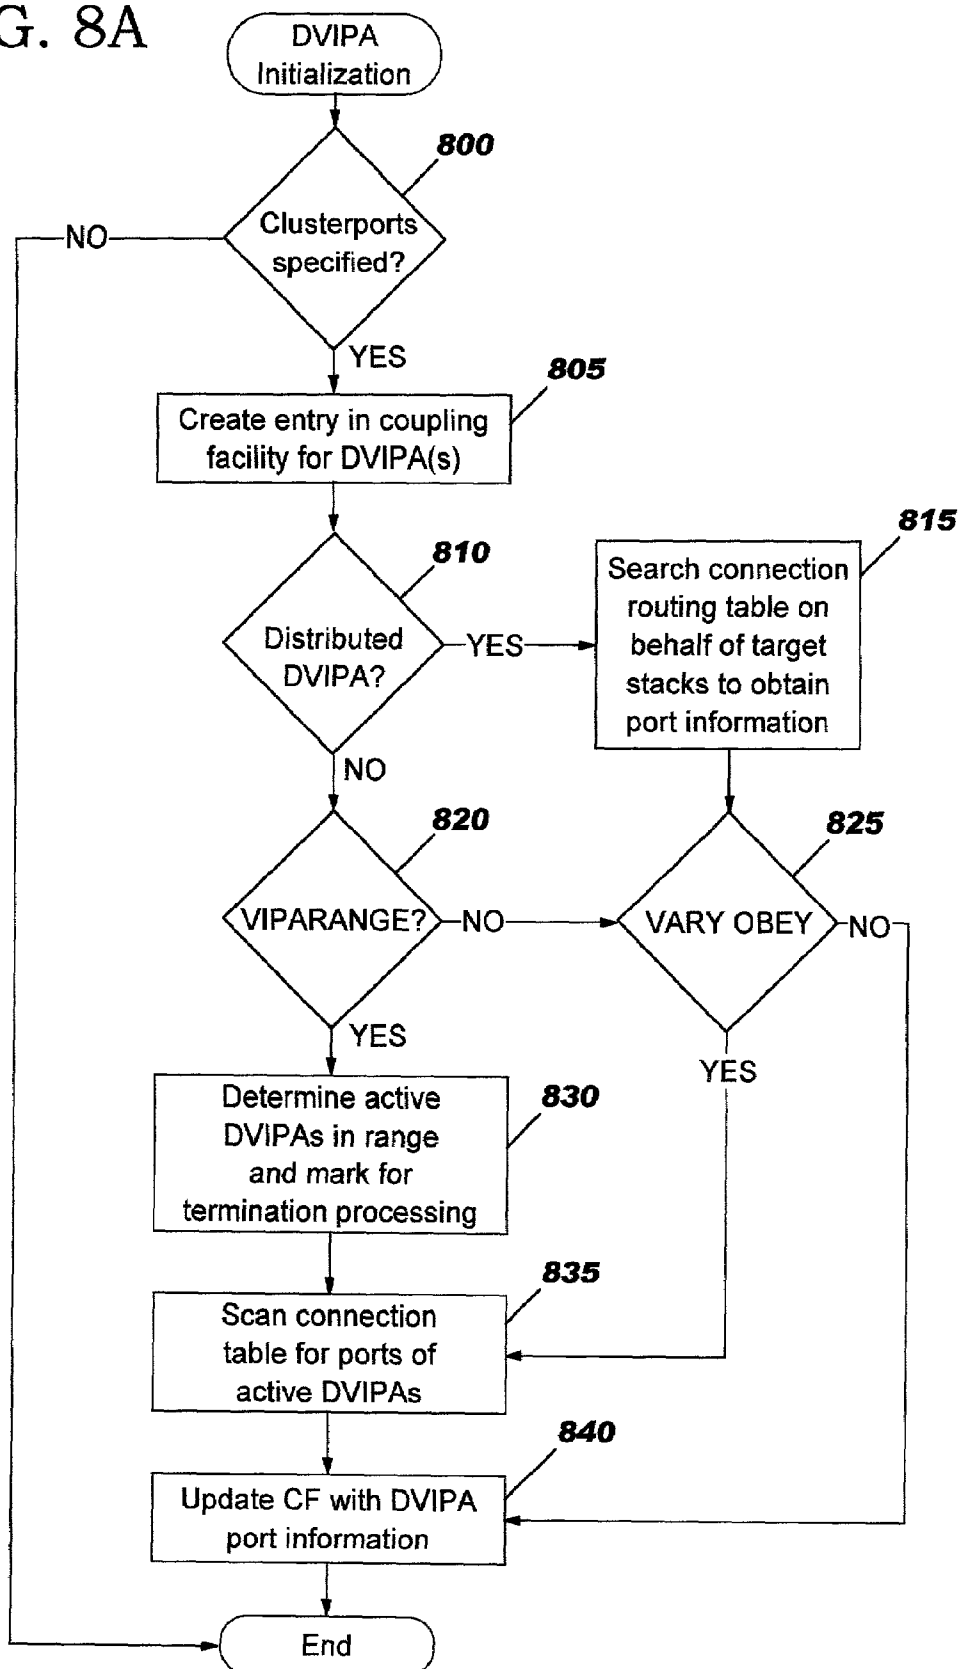 G. 8A
DVIPA
Initialization
800
Clusterports
specified?
NO
YES
805
Create entry in coupling
facility for DVIPA(s)
810
Distributed
DVIPA?
YES
815
Search connection
routing table on
behalf of target
stacks to obtain
port information
NO
820
VIPARANGE?
NO
825
VARY OBEY
NO
YES
YES
830
Determine active
DVIPAs in range
and mark for
termination processing
835
Scan connection
table for ports of
active DVIPAs
840
Update CF with DVIPA
port information
End